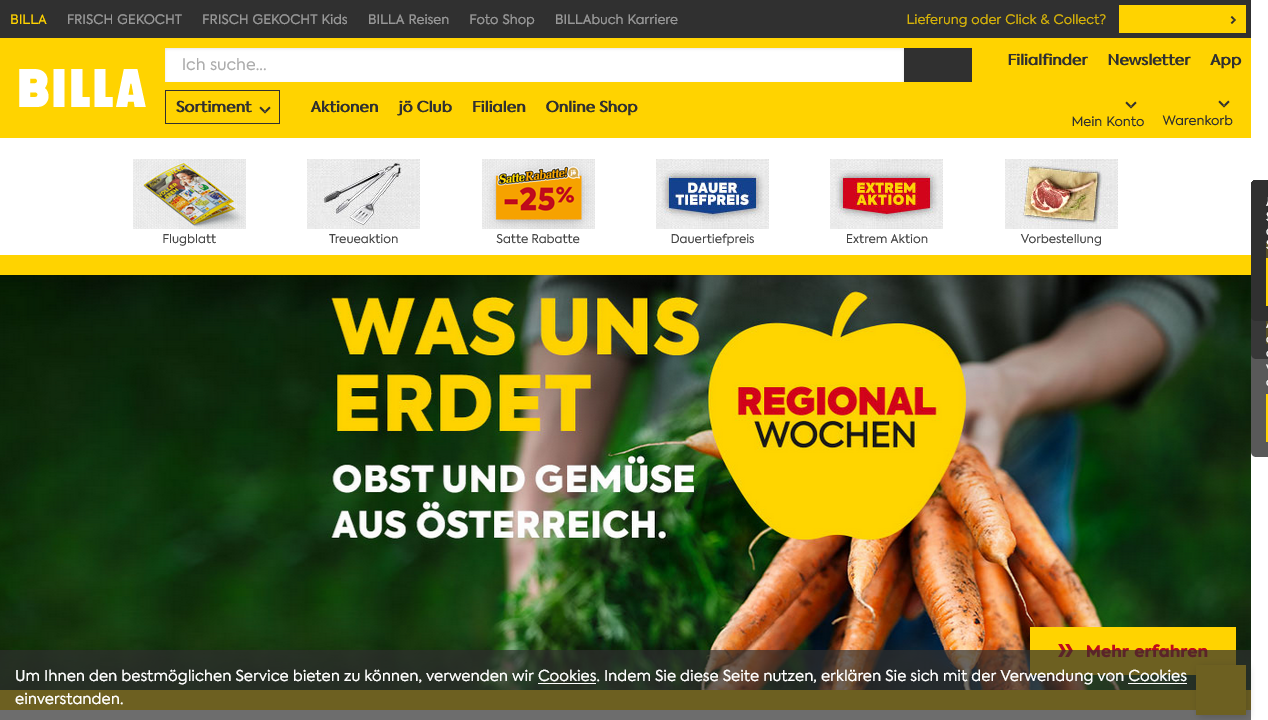 BILLA FRISCH GEKOCHT FRISCH GEKOCHT Kids BILLA Reisen Foto Shop BILLAbuch Karriere Lieferung oder Click & Collect?
BILLA
Ich suche...
Filialfinder Newsletter App
Sortiment Aktionen jö Club Filialen Online Shop
Mein Konto Warenkorb
Satte Rabatte!
-25%
DAUER
TIEFPREIS
EXTREM
AKTION
Flugblatt Treueaktion Satte Rabatte Dauertiefpreis Extrem Aktion Vorbestellung
WAS UNS
ERDET
OBST UND GEMÜSE
AUS ÖSTERREICH.
REGIONAL
WOCHEN
Mehr erfahren
Um Ihnen den bestmöglichen Service bieten zu können, verwenden wir Cookies. Indem Sie diese Seite nutzen, erklären Sie sich mit der Verwendung von Cookies
einverstanden.